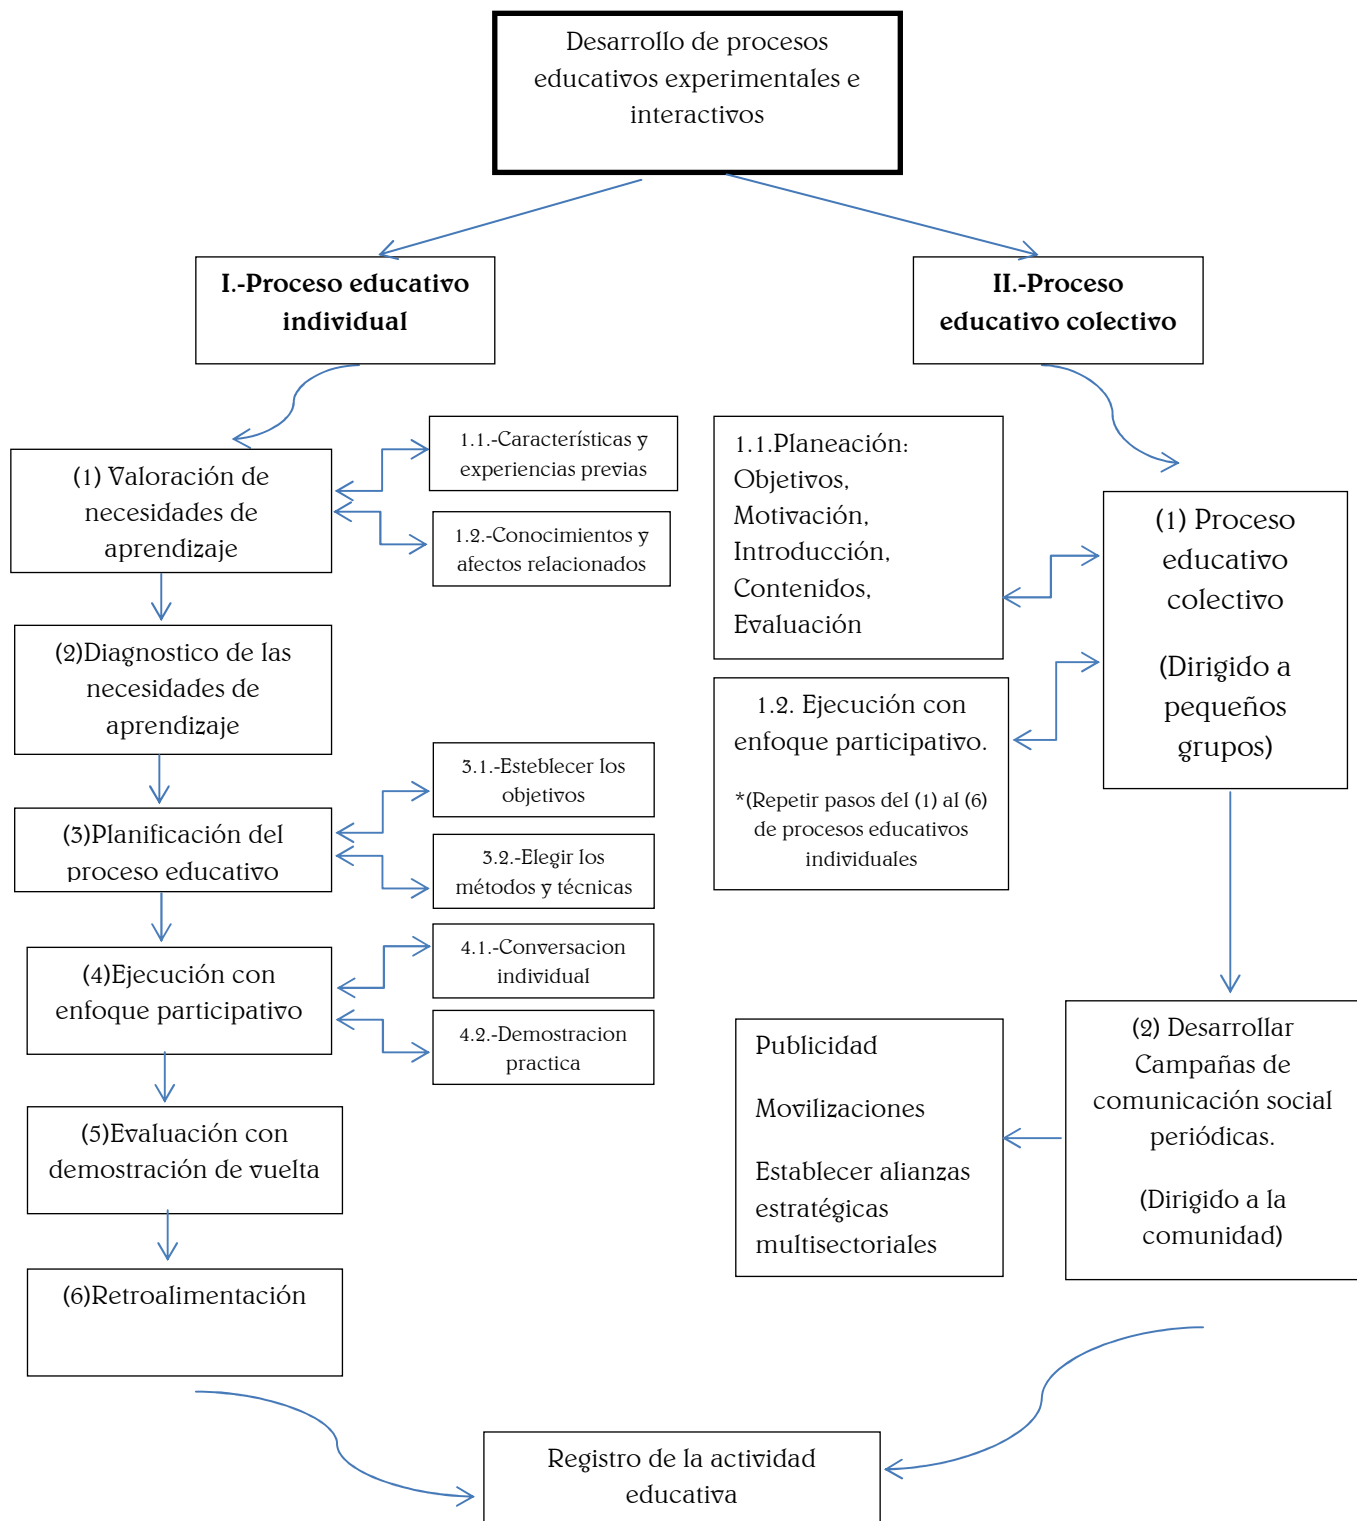 Desarrollo de procesos
educativos experimentales e
interactivos
I.-Proceso educativo
individual
(1) Valoración de
necesidades de
aprendizaje
1.1.-Características y
experiencias previas
1.2.-Conocimientos y
afectos relacionados
(2)Diagnostico de las
necesidades de
aprendizaje
(3)Planificación del
proceso educativo
3.1.-Esteblecer los
objetivos
3.2.-Elegir los
métodos y técnicas
(4)Ejecución con
enfoque participativo
4.1.-Conversacion
individual
4.2.-Demostracion
practica
(5)Evaluación con
demostración de vuelta
(6)Retroalimentación
II.-Proceso
educativo colectivo
1.1.Planeación:
Objetivos,
Motivación,
Introducción,
Contenidos,
Evaluación
(1) Proceso
educativo
colectivo
(Dirigido a
pequeños
grupos)
1.2. Ejecución con
enfoque participativo.
*(Repetir pasos del (1) al (6)
de procesos educativos
individuales
(2) Desarrollar
Campañas de
comunicación social
periódicas.
(Dirigido a la
comunidad)
Publicidad
Movilizaciones
Establecer alianzas
estratégicas
multisectoriales
Registro de la actividad
educativa